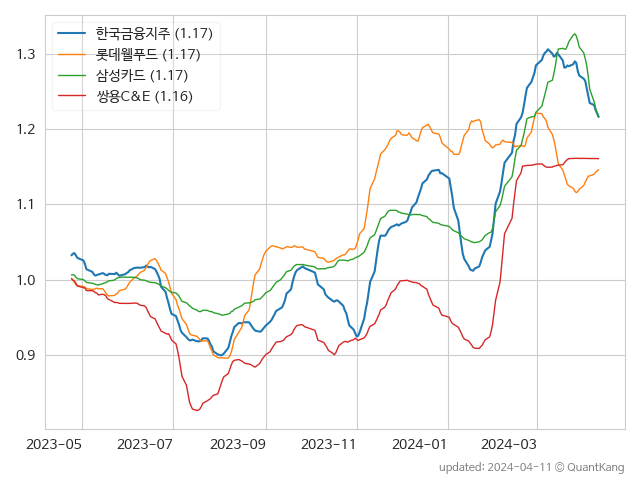 한국금융지주 (1.17)
롯데웰푸드 (1.17)
삼성카드 (1.17)
쌍용C&E (1.16)
1.3
1.2
1.1
1.0
0.9
2023-05 2023-07 2023-09 2023-11 2024-01 2024-03
updated: 2024-04-11 © QuantKang